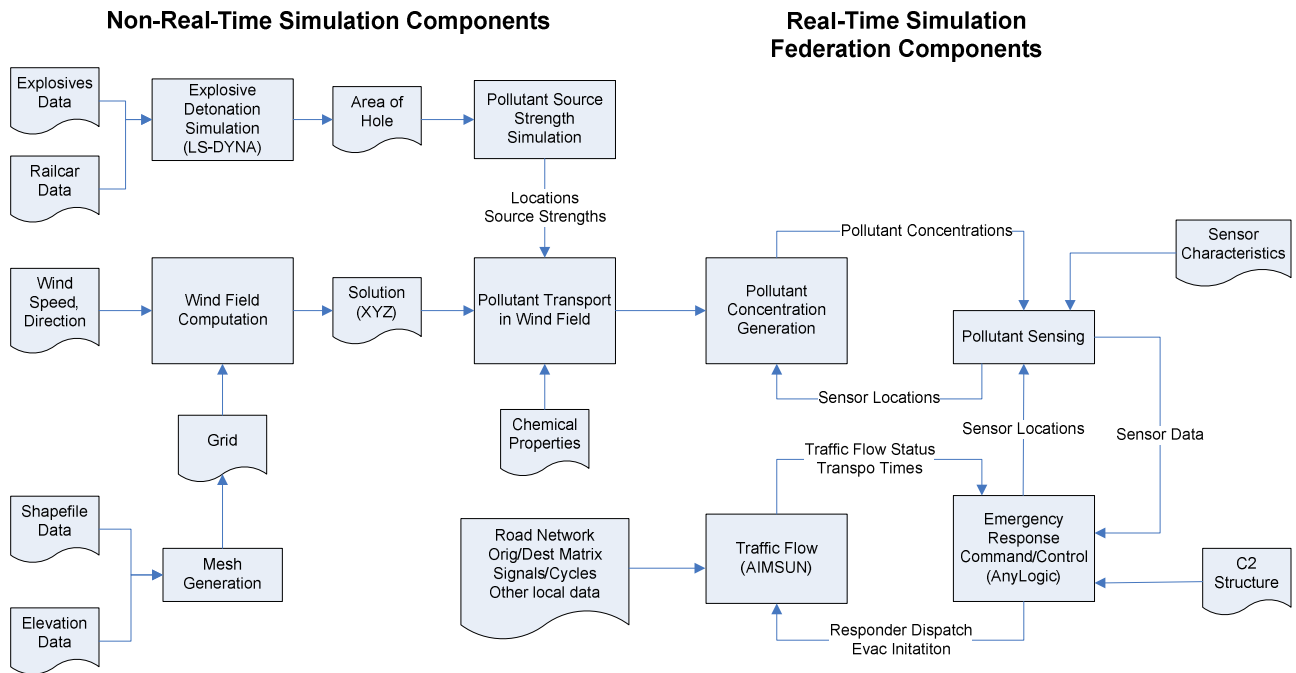 Non-Real-Time Simulation Components
Real-Time Simulation
Federation Components
Explosives
Data
Explosive
Detonation
Simulation
(LS-DYNA)
Area of
Hole
Pollutant Source
Strength
Simulation
Railcar
Data
Locations
Source Strengths
Pollutant Concentrations
Sensor
Characteristics
Wind
Speed,
Direction
Wind Field
Computation
Solution
(XYZ)
Pollutant Transport
in Wind Field
Pollutant
Concentration
Generation
Pollutant Sensing
Sensor Locations
Grid
Chemical
Properties
Sensor Locations
Sensor Data
Traffic Flow Status
Transpo Times
Shapefile
Data
Mesh
Generation
Road Network
Orig/Dest Matrix
Signals/Cycles
Other local data
Traffic Flow
(AIMSUN)
Emergency
Response
Command/Control
(AnyLogic)
C2
Structure
Elevation
Data
Responder Dispatch
Evac Initatiton